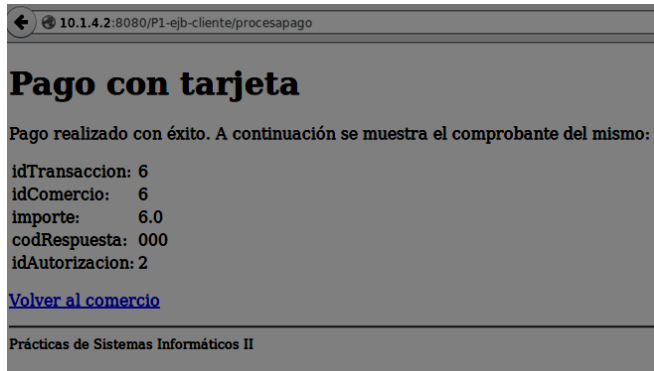 10.1.4.2:8080/P1-ejb-cliente/procesapago
Pago con tarjeta
Pago realizado con éxito. A continuación se muestra el comprobante del mismo:
idTransaccion: 6
idComercio: 6
importe: 6.0
codRespuesta: 000
idAutorizacion: 2
Volver al comercio
Prácticas de Sistemas Informáticos II